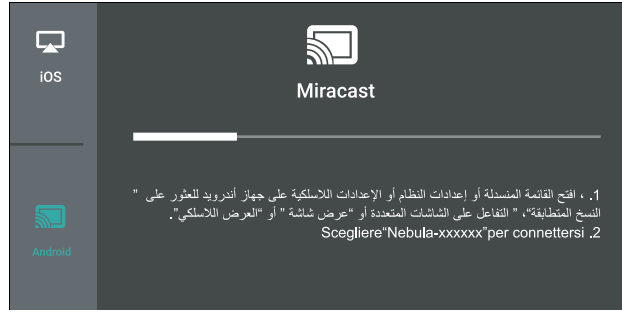 iOS
Miracast
1. ، افتح القائمة المنسدلة أو إعدادات النظام أو الإعدادات اللاسلكية على جهاز أندرويد للعثور على "
النسخ المتطابقة“، " التفاعل على الشاشات المتعددة أو “عرض شاشة " أو “العرض اللاسلكي”.
2. Scegliere“Nebula-xxxxxx”per connettersi
Android